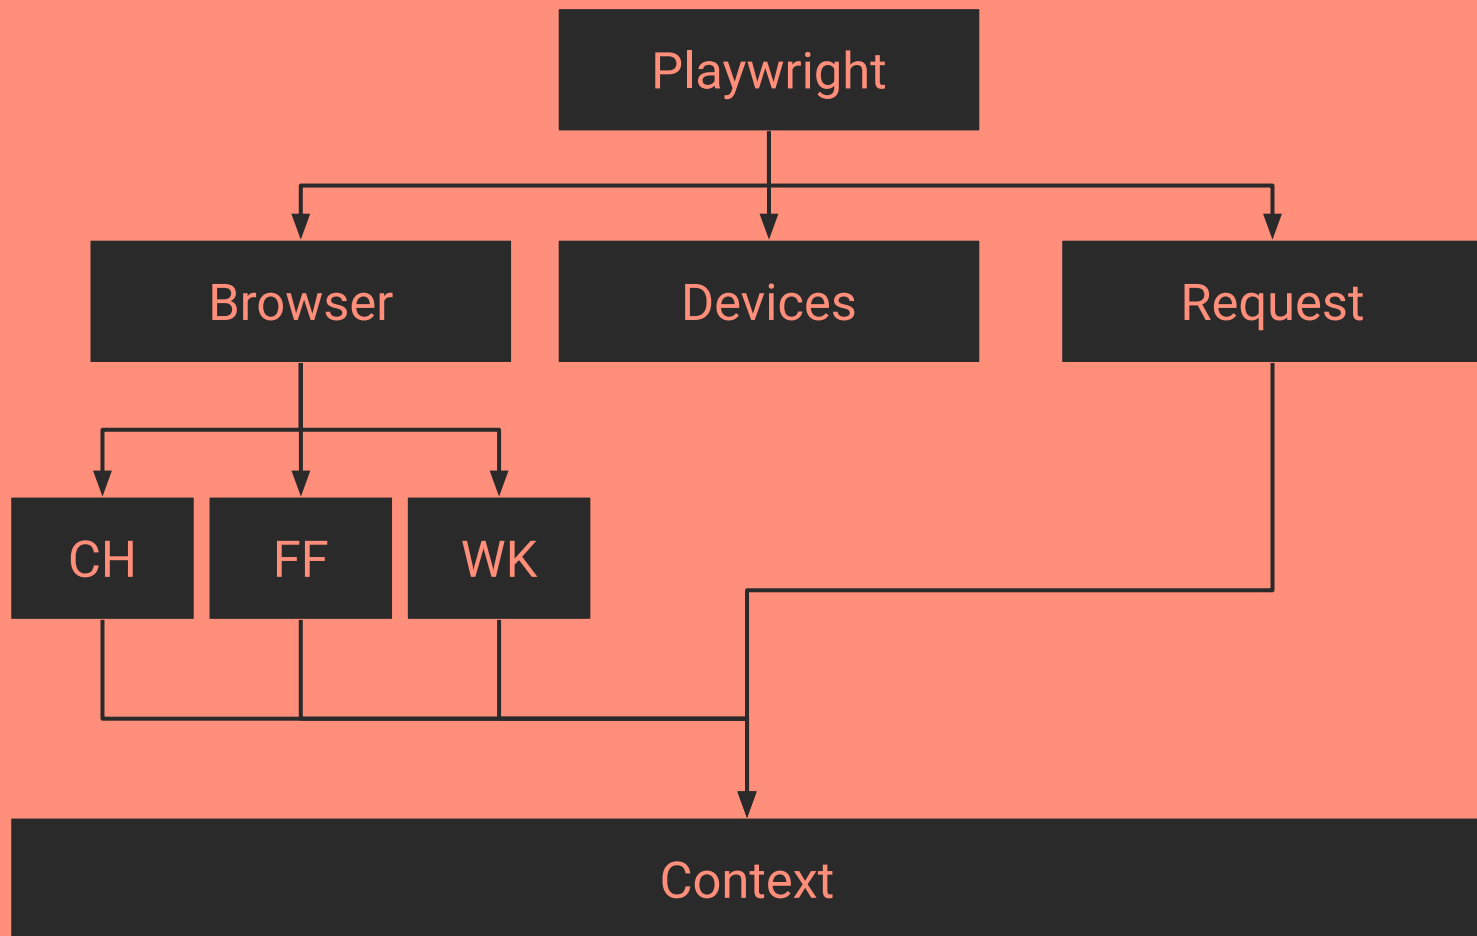 Playwright
Browser
Devices
Request
CH
FF
WK
Context